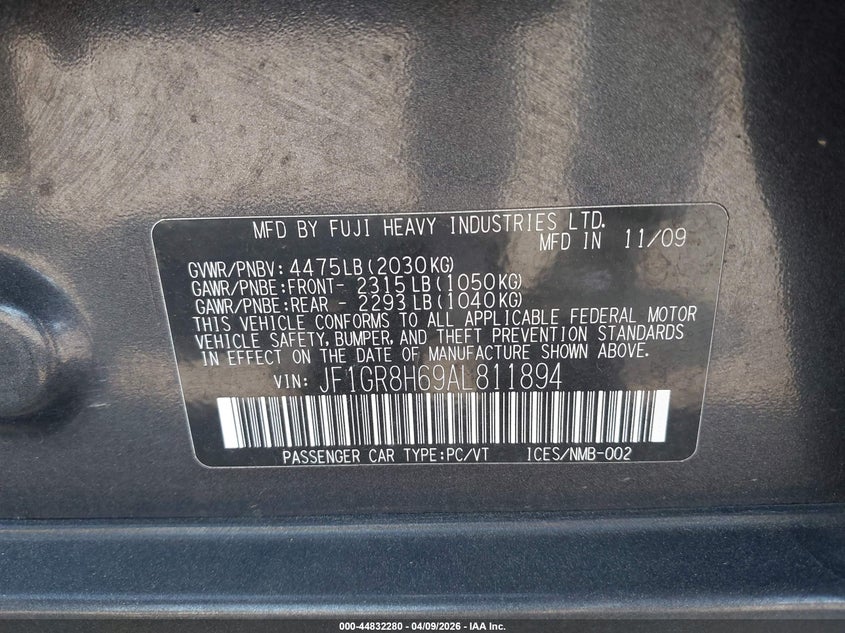 MFD BY FUJI HEAVY INDUSTRIES LTD.
MFD IN 11/09
GVWR/PNBV: 4475LB(2030KG)
GAWR/PNBE:FRONT- 2315LB(1050KG)
GAWR/PNBE:REAR - 2293LB(1040KG)
THIS VEHICLE CONFORMS TO ALL APPLICABLE FEDERAL MOTOR
VEHICLE SAFETY, BUMPER, AND THEFT PREVENTION STANDARDS
IN EFFECT ON THE DATE OF MANUFACTURE SHOWN ABOVE.
VIN: JF1GR8H69AL811894
PASSENGER CAR TYPE:PC/VT ICES/NMB-002
000-44832280 - 04/09/2026 - IAA Inc.